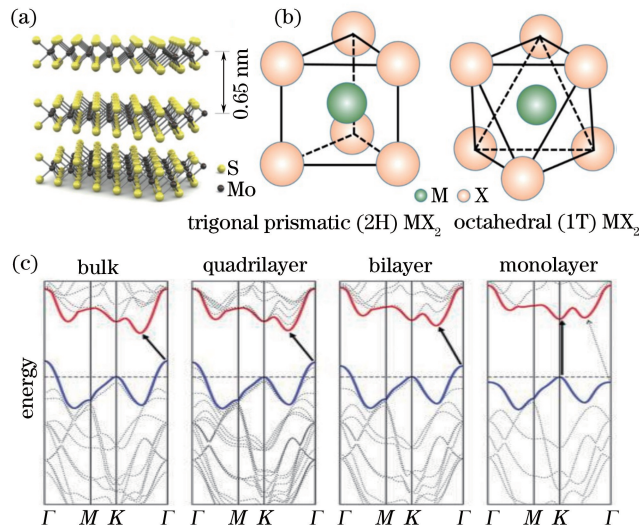 (a)
0.65 nm
S
Mo
(b)
M
X
M X
trigonal prismatic (2H) MX₂
octahedral (1T) MX₂
(c)
bulk
quadrilayer
bilayer
monolayer
energy
Γ M K Γ
Γ M K Γ
Γ M K Γ
Γ M K Γ